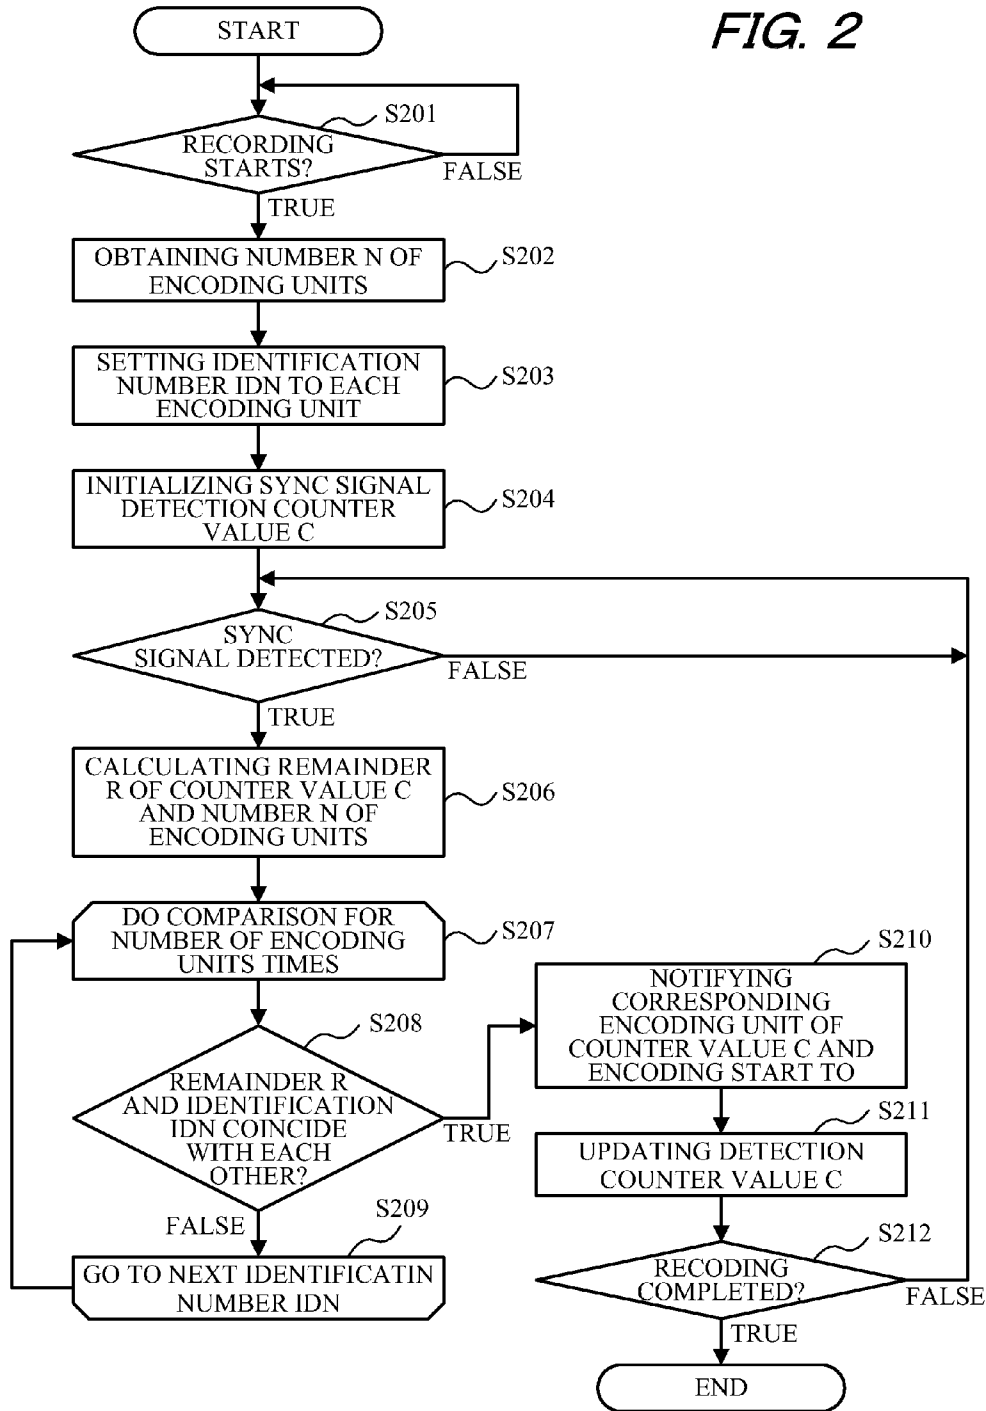 FIG. 2
START
S201
RECORDING
STARTS?
FALSE
TRUE
OBTAINING NUMBER N OF
ENCODING UNITS
S202
SETTING IDENTIFICATION
NUMBER IDN TO EACH
ENCODING UNIT
S203
INITIALIZING SYNC SIGNAL
DETECTION COUNTER
VALUE C
S204
S205
SYNC
SIGNAL DETECTED?
FALSE
TRUE
CALCULATING REMAINDER
R OF COUNTER VALUE C
AND NUMBER N OF
ENCODING UNITS
S206
DO COMPARISON FOR
NUMBER OF ENCODING
UNITS TIMES
S207
S208
REMAINDER R
AND IDENTIFICATION
IDN COINCIDE
WITH EACH
OTHER?
TRUE
FALSE
S209
GO TO NEXT IDENTIFICATIN
NUMBER IDN
S210
NOTIFYING
CORRESPONDING
ENCODING UNIT OF
COUNTER VALUE C AND
ENCODING START TO
S211
UPDATING DETECTION
COUNTER VALUE C
S212
RECODING
COMPLETED?
FALSE
TRUE
END